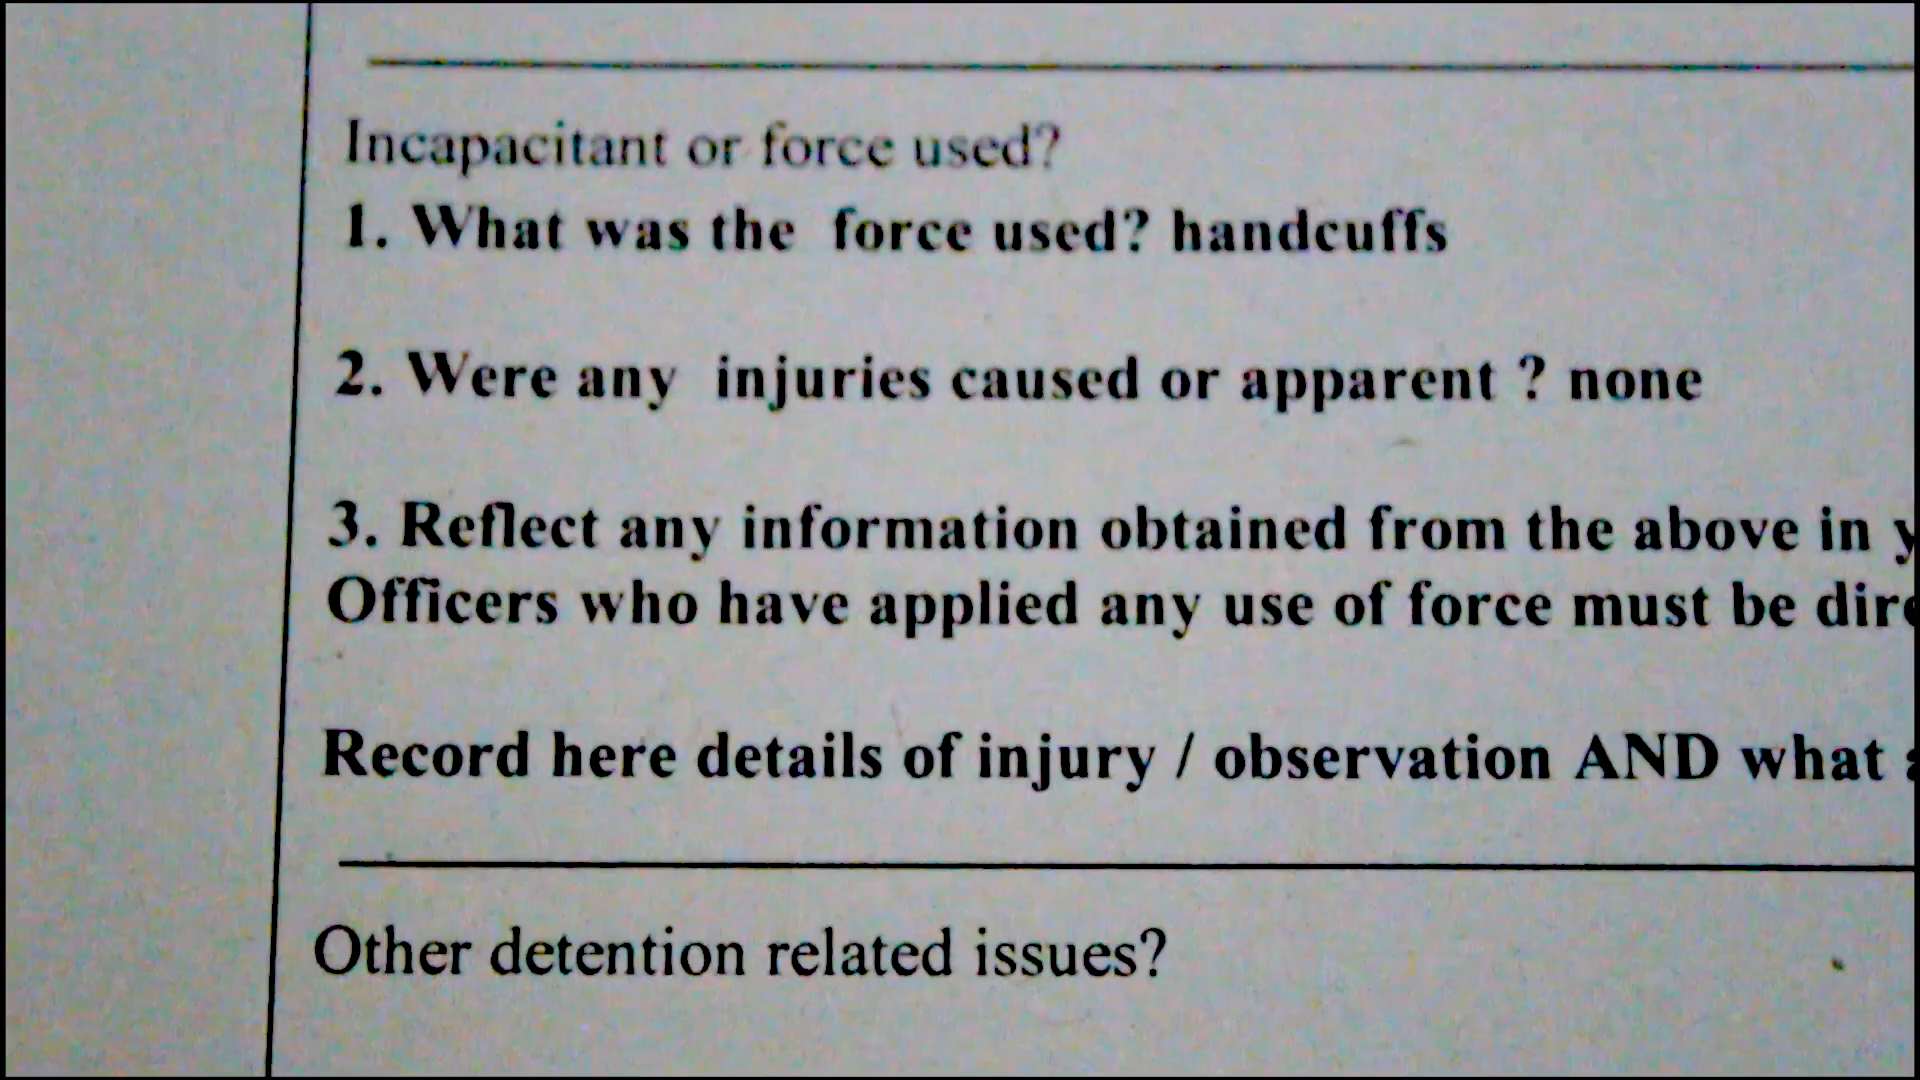 Incapacitant or force used?
1. What was the force used? handcuffs
2. Were any injuries caused or apparent ? none
3. Reflect any information obtained from the above in
Officers who have applied any use of force must be
Record here details of injury / observation AND what
Other detention related issues?